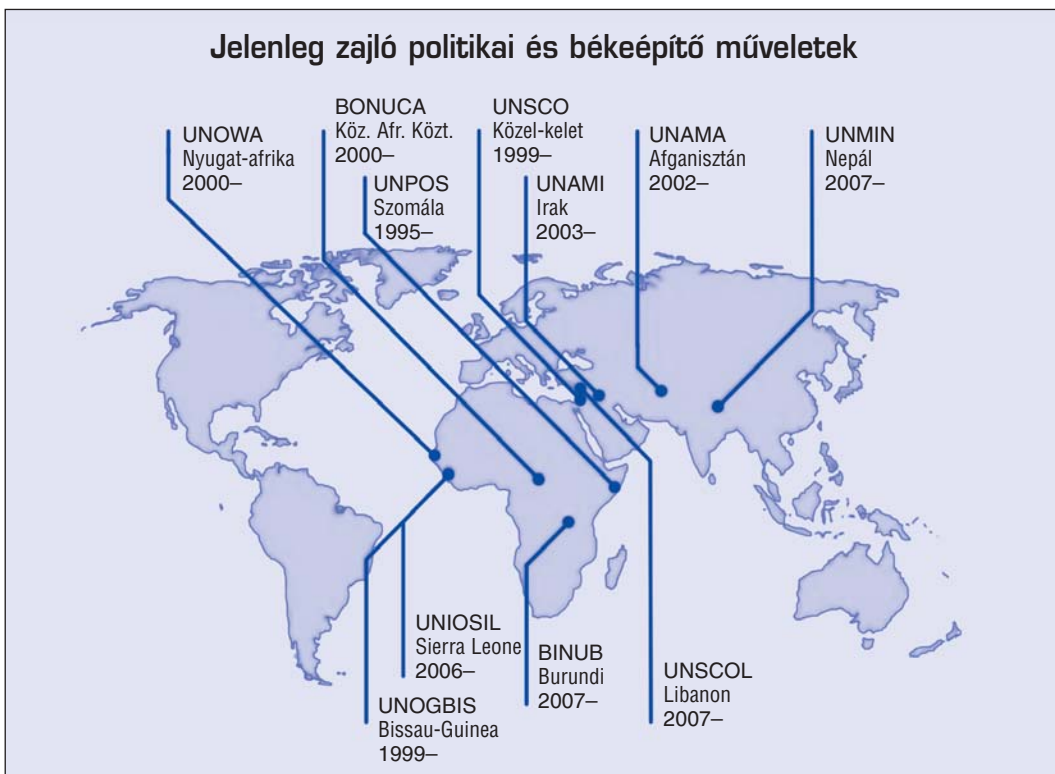 Jelenleg zajló politikai és békeépítő műveletek
UNOWA
Nyugat-afrika
2000–
BONUCA
Köz. Afr. Közt.
2000–
UNPOS
Szomála
1995–
UNSCO
Közel-kelet
1999–
UNAMI
Irak
2003–
UNAMA
Afganisztán
2002–
UNMIN
Nepál
2007–
UNIOSIL
Sierra Leone
2006–
UNOGBIS
Bissau-Guinea
1999–
BINUB
Burundi
2007–
UNSCOL
Libanon
2007–